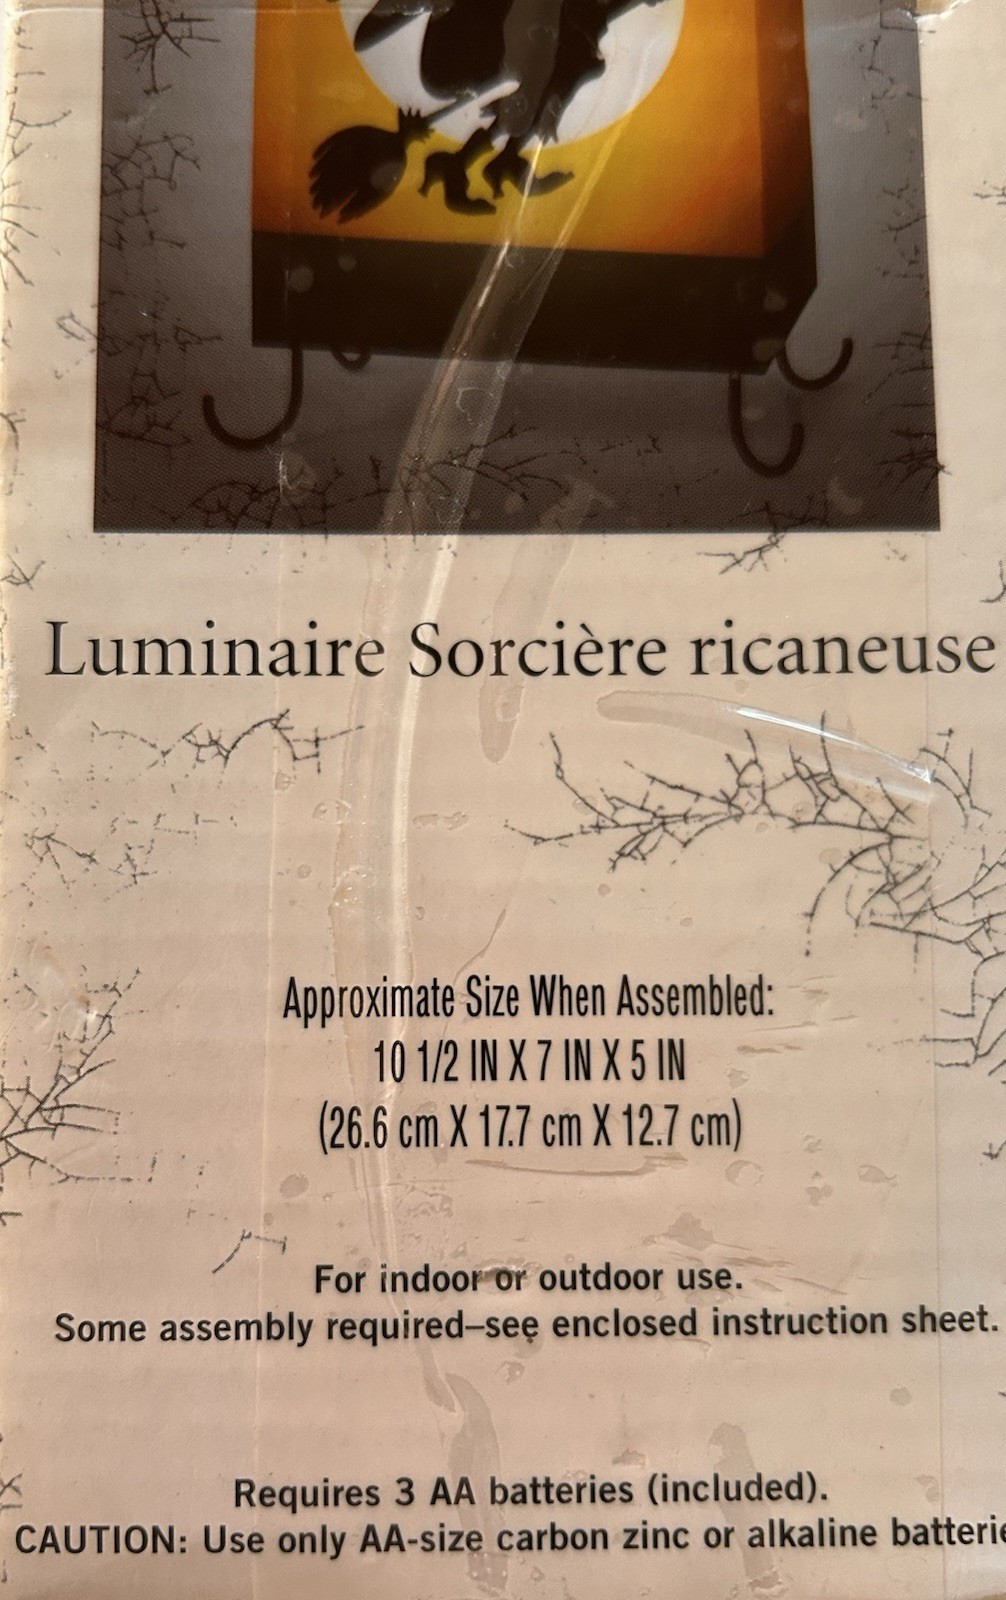 Luminaire Sorcière ricaneuse
Approximate Size When Assembled:
10 1/2 IN X 7 IN X 5 IN
(26.6 cm X 17.7 cm X 12.7 cm)
For indoor or outdoor use.
Some assembly required–see enclosed instruction sheet.
Requires 3 AA batteries (included).
CAUTION: Use only AA-size carbon zinc or alkaline batterie